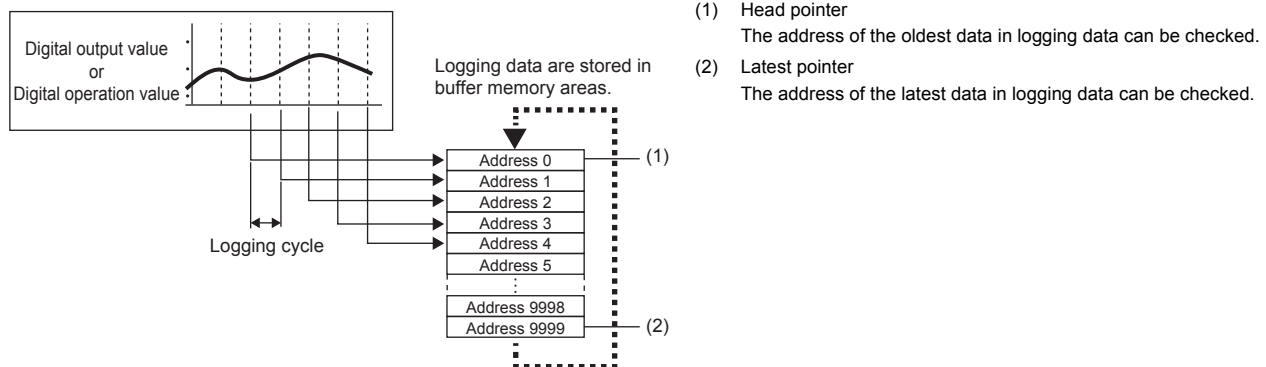 Digital output value
or
Digital operation value
Logging cycle
Logging data are stored in
buffer memory areas.
Address 0
Address 1
Address 2
Address 3
Address 4
Address 5
Address 9998
Address 9999
(1)
(2)
(1) Head pointer
The address of the oldest data in logging data can be checked.
(2) Latest pointer
The address of the latest data in logging data can be checked.